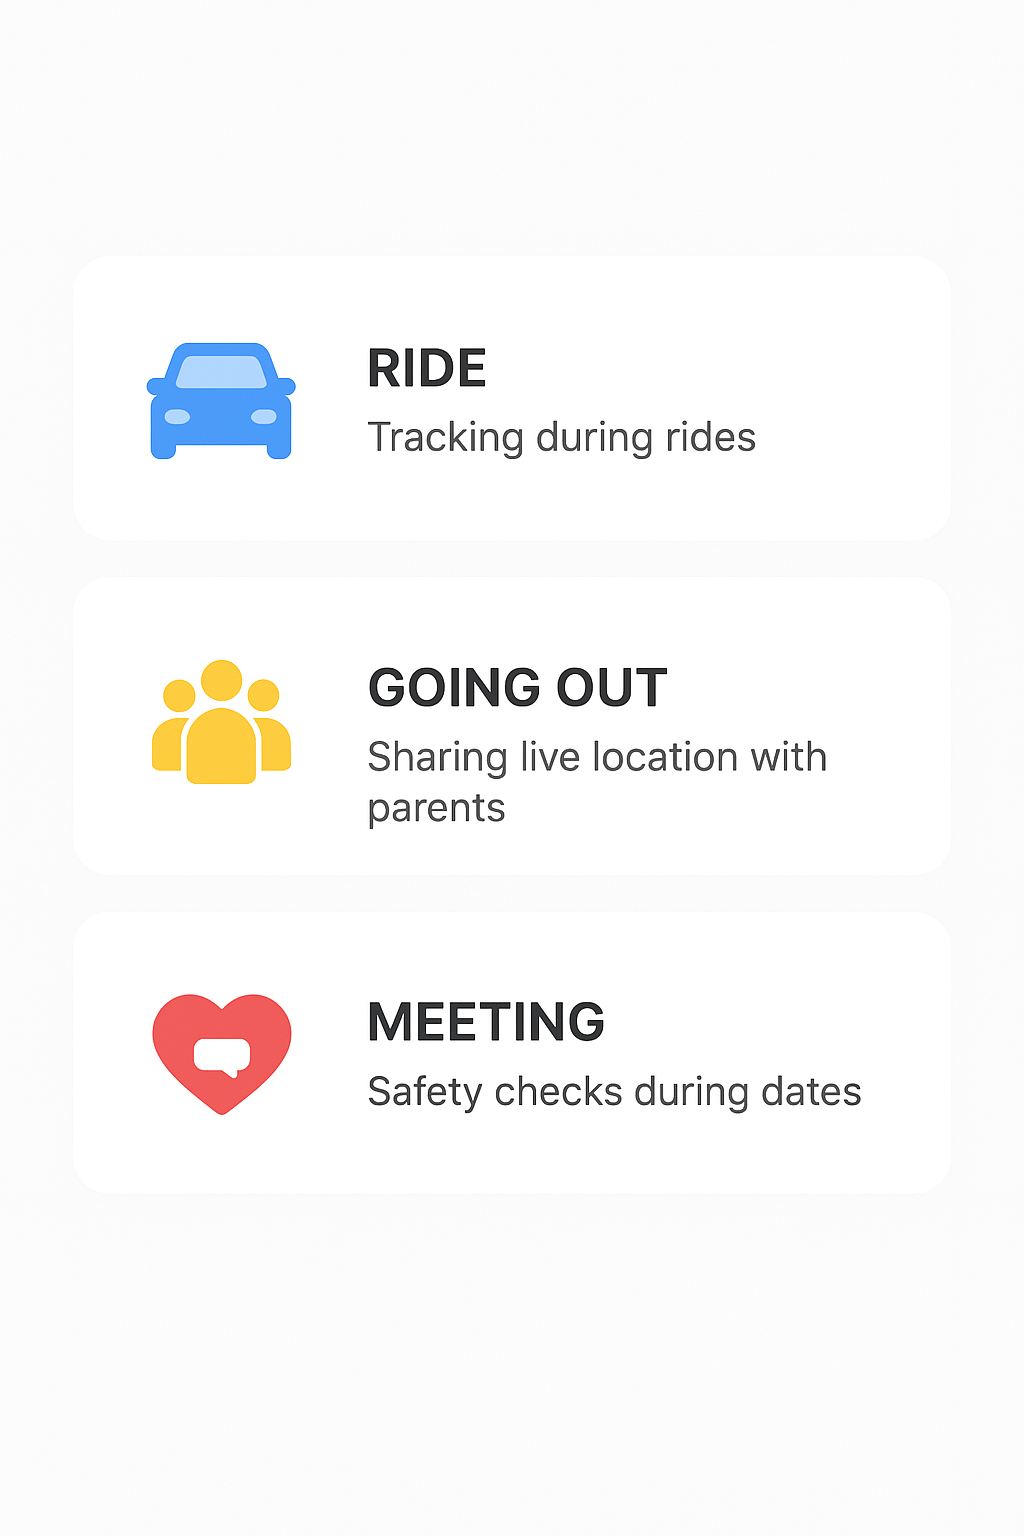 RIDE
Tracking during rides
GOING OUT
Sharing live location with
parents
MEETING
Safety checks during dates